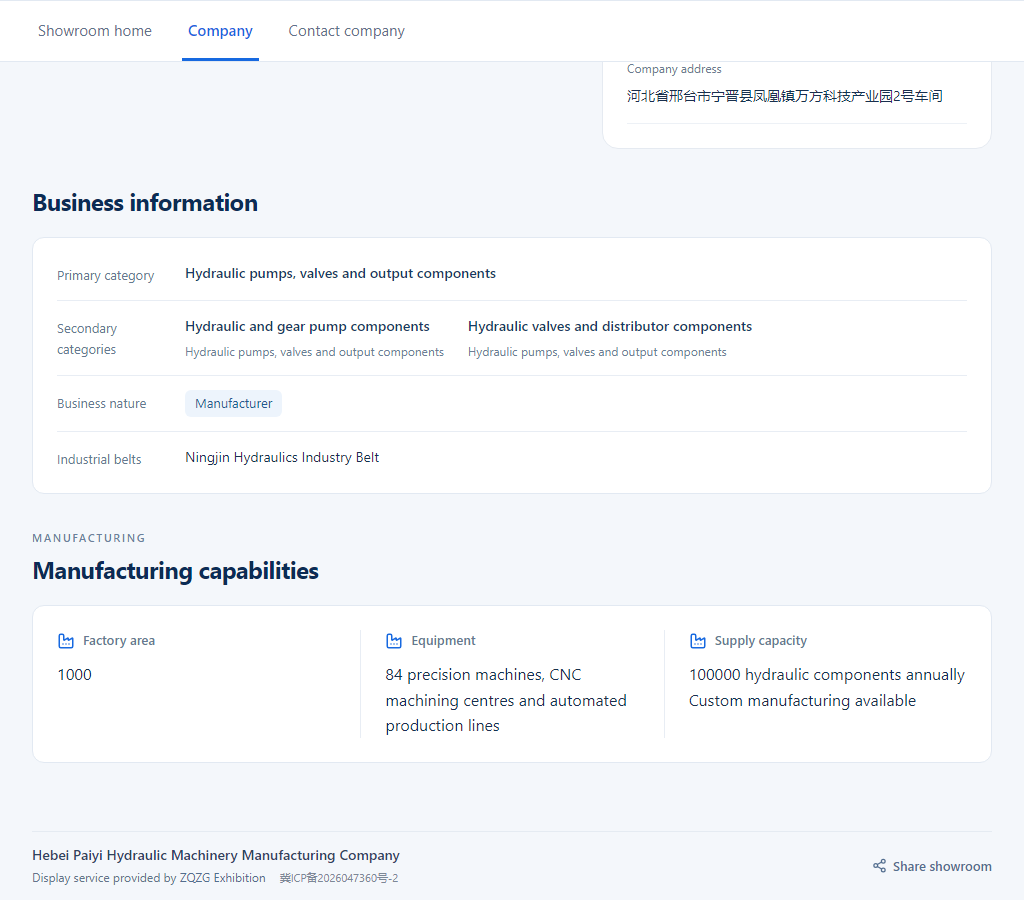 Showroom home
Company
Contact company
Company address
河北省邢台市宁晋县凤凰镇万方科技产业园2号车间
Business information
Primary category
Hydraulic pumps, valves and output components
Secondary categories
Hydraulic and gear pump components
Hydraulic pumps, valves and output components
Hydraulic valves and distributor components
Hydraulic pumps, valves and output components
Business nature
Manufacturer
Industrial belts
Ningjin Hydraulics Industry Belt
MANUFACTURING
Manufacturing capabilities
Factory area
1000
Equipment
84 precision machines, CNC
machining centres and automated
production lines
Supply capacity
100000 hydraulic components annually
Custom manufacturing available
Hebei Paiyi Hydraulic Machinery Manufacturing Company
Display service provided by ZQZG Exhibition
冀ICP备2026047360号-2
Share showroom